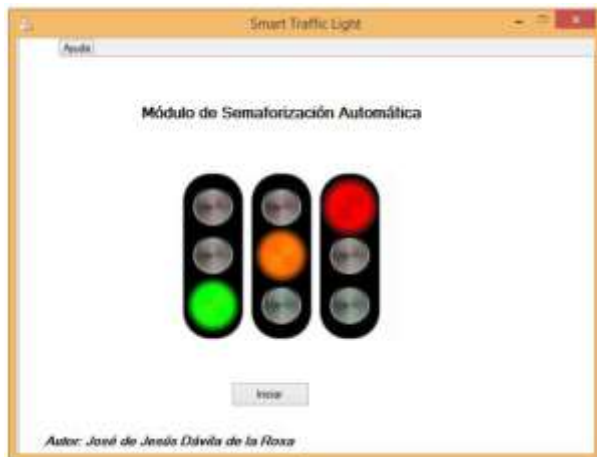 Smart Traffic Light
Ayuda
Módulo de Semaforización Automática
Iniciar
Autor: José de Jesús Dávila de la Rosa